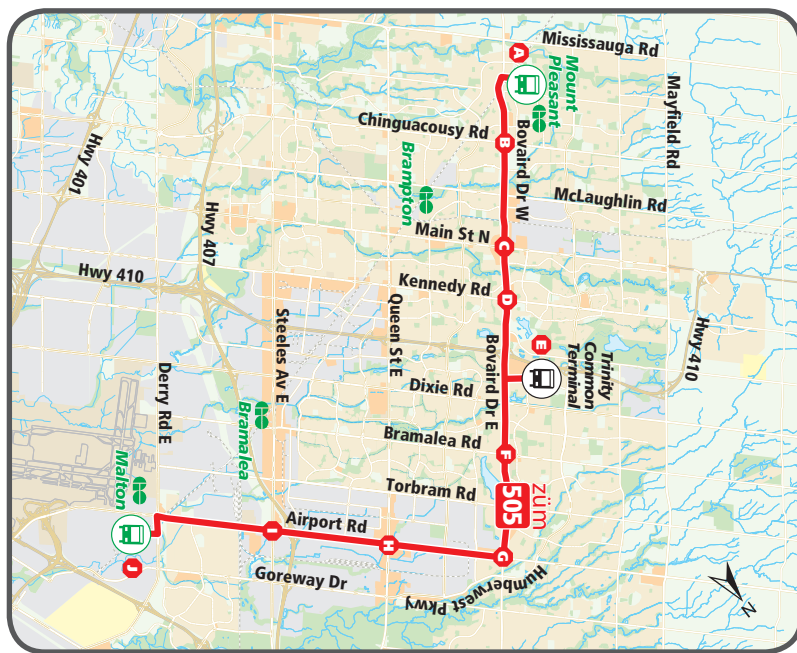 A
Mississauga Rd
Mount
Pleasant
Mayfield Rd
Hwy 401
Chinguacousy Rd
B
Bovaird Dr W
Brampton
McLaughlin Rd
Hwy 407
Main St N
C
Hwy 410
Kennedy Rd
D
Steeles Av E
Queen St E
Bovaird Dr E
E
Trinity
Common
Terminal
Hwy 410
Derry Rd E
Dixie Rd
Bramalea
Bramalea Rd
F
Malton
Torbram Rd
züm
505
Airport Rd
I
H
G
J
Goreway Dr
Humberwest Pkwy
N